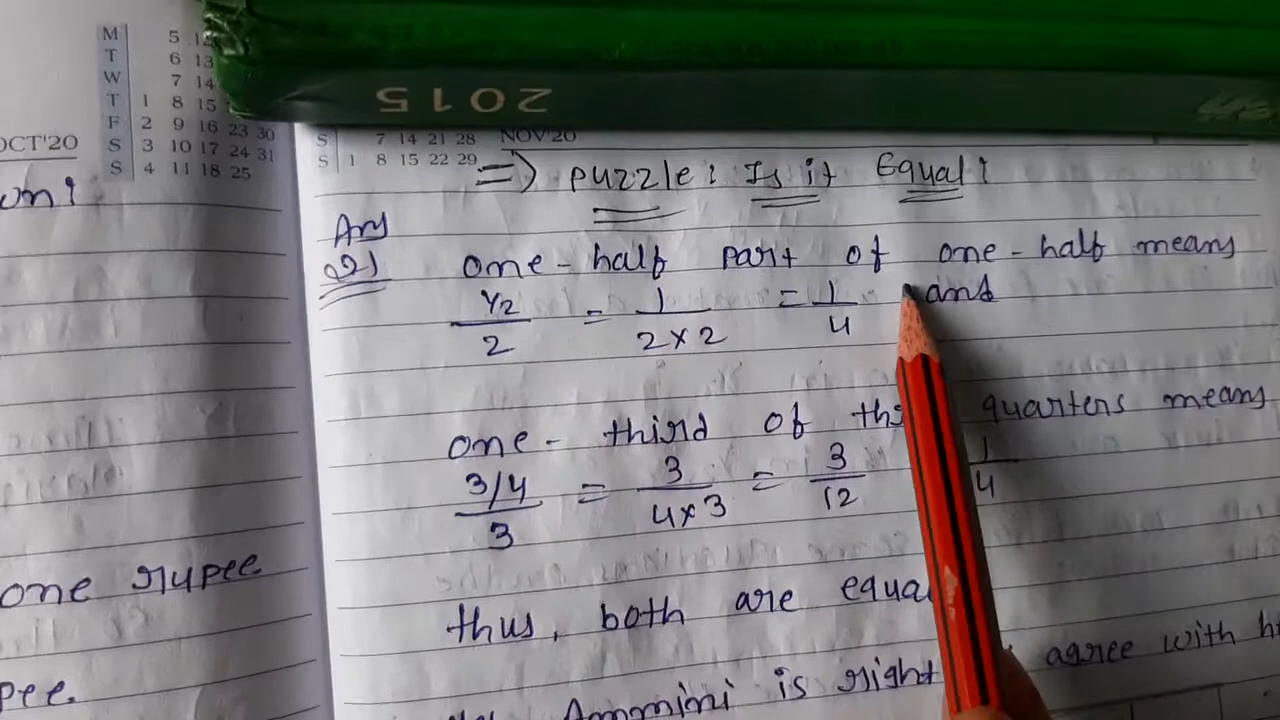 M 5 12
T 6 13
W 7 14
T 1 8 15
F 2 9 16 23 30
OCT'20 S 3 10 17 24 31
S 4 11 18 25
one rupee
pee.
2015
S 7 14 21 28 NOV'20
S 1 8 15 22 29
=> puzzle: Is it Equal?
Ans
2) one-half part of one-half means
1/2 / 2 = 1 / 2×2 = 1/4 and
one-third of quarters means
3/4 / 3 = 3 / 4×3 = 3/12 1/4
thus, both are equal
Ammini is right agree with